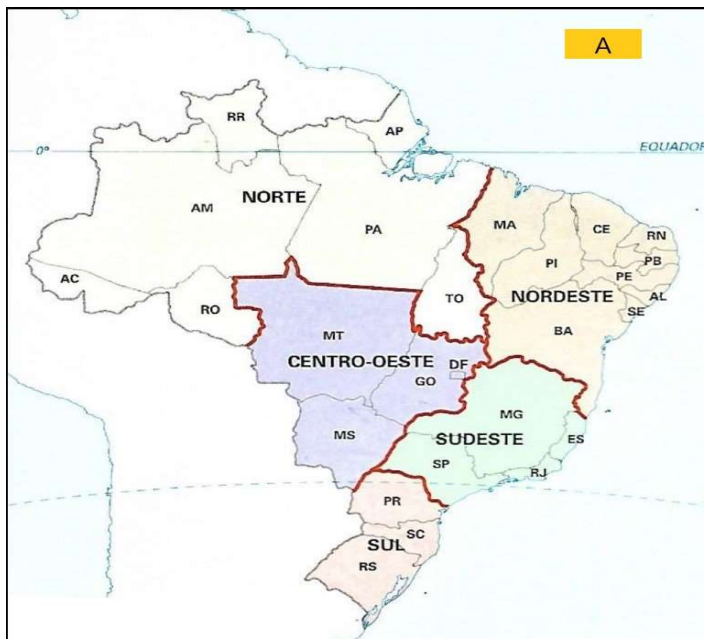 A
RR
AP
0°
EQUADOR
AM
NORTE
PA
MA
CE
RN
PI
PB
PE
AC
RO
TO
NORDESTE
AL
SE
MT
BA
CENTRO-OESTE
DF
GO
MG
MS
SUDESTE
ES
SP
RJ
PR
SC
SUL
RS